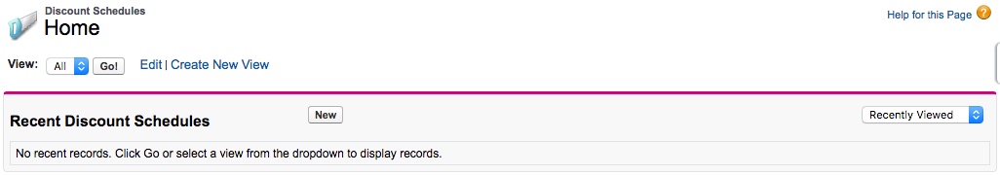 Discount Schedules
Home
Help for this Page ?
View: All Go! Edit | Create New View
Recent Discount Schedules New Recently Viewed
No recent records. Click Go or select a view from the dropdown to display records.